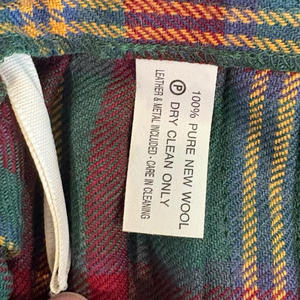 100% PURE NEW WOOL
Ⓟ DRY CLEAN ONLY
LEATHER & METAL INCLUDED - CARE IN CLEANING